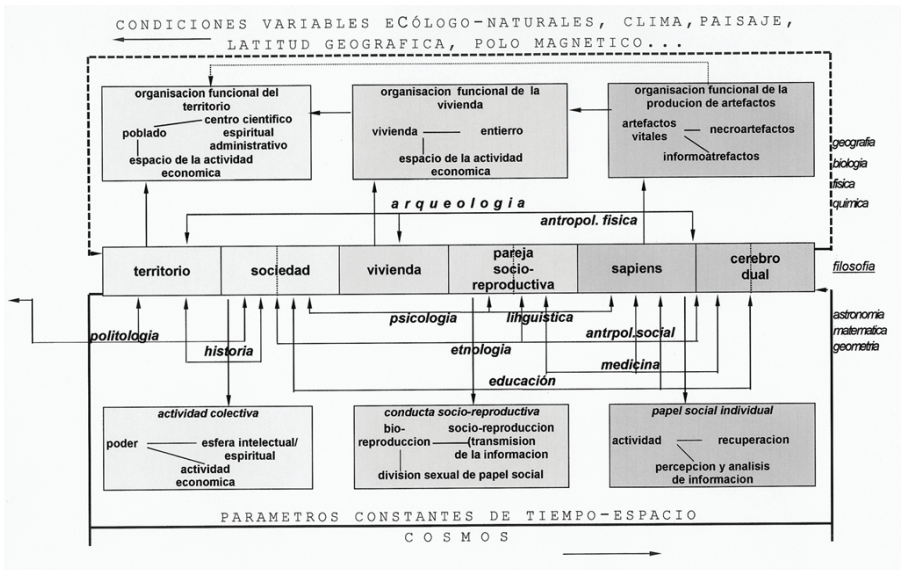 CONDICIONES VARIABLES eCóLOGO-NATURALES, CLIMA,PAISAJE,
LATITUD GEOGRAFICA, POLO MAGNETICO...
organisacion funcional del
territorio
centro cientifico
poblado
espiritual
administrativo
espacio de la actividad
economica
organisacion funcional de la
vivienda
vivienda
entierro
espacio de la actividad
economica
organisacion funcional de la
producion de artefactos
artefactos
vitales
necroartefactos
informoatrefactos
geografia
biologia
fisica
quimica
arqueologia
antropol. fisica
territorio
sociedad
vivienda
pareja
socio-
reproductiva
sapiens
cerebro
dual
filosofia
psicologia
lihguistica
politologia
historia
etnologia
antrpol.social
medicina
educación
astronomia
matematica
geometria
actividad colectiva
poder
esfera intelectual/
espiritual
actividad
economica
conducta socio-reproductiva
bio-
reproduccion
socio-reproduccion
(transmision
de la informacion
division sexual de papel social
papel social individual
actividad
recuperacion
percepcion y analisis
de informacion
PARAMETROS CONSTANTES DE TIEMPO-ESPACIO
COSMOS